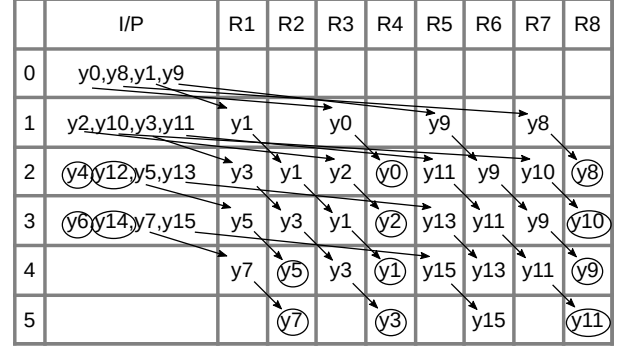 I/P R1 R2 R3 R4 R5 R6 R7 R8
0 y0,y8,y1,y9
1 y2,y10,y3,y11 y1 y0 y9 y8
2 y4,y12,y5,y13 y3 y1 y2 y0 y11 y9 y10 y8
3 y6,y14,y7,y15 y5 y3 y1 y2 y13 y11 y9 y10
4 y7 y5 y3 y1 y15 y13 y11 y9
5 y7 y3 y15 y11